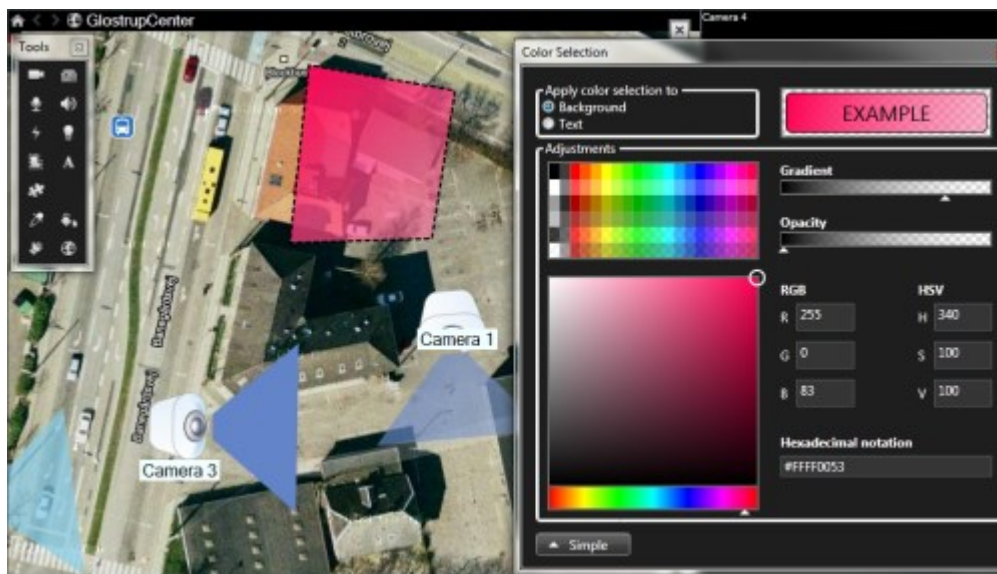 GlostrupCenter
Camera 4
Tools
Color Selection
Apply color selection to
Background
Text
EXAMPLE
Adjustments
Gradient
Opacity
RGB
HSV
R 255
H 340
G 0
S 100
B 83
V 100
Hexadecimal notation
#FFFF0053
Simple
Camera 1
Camera 3
A